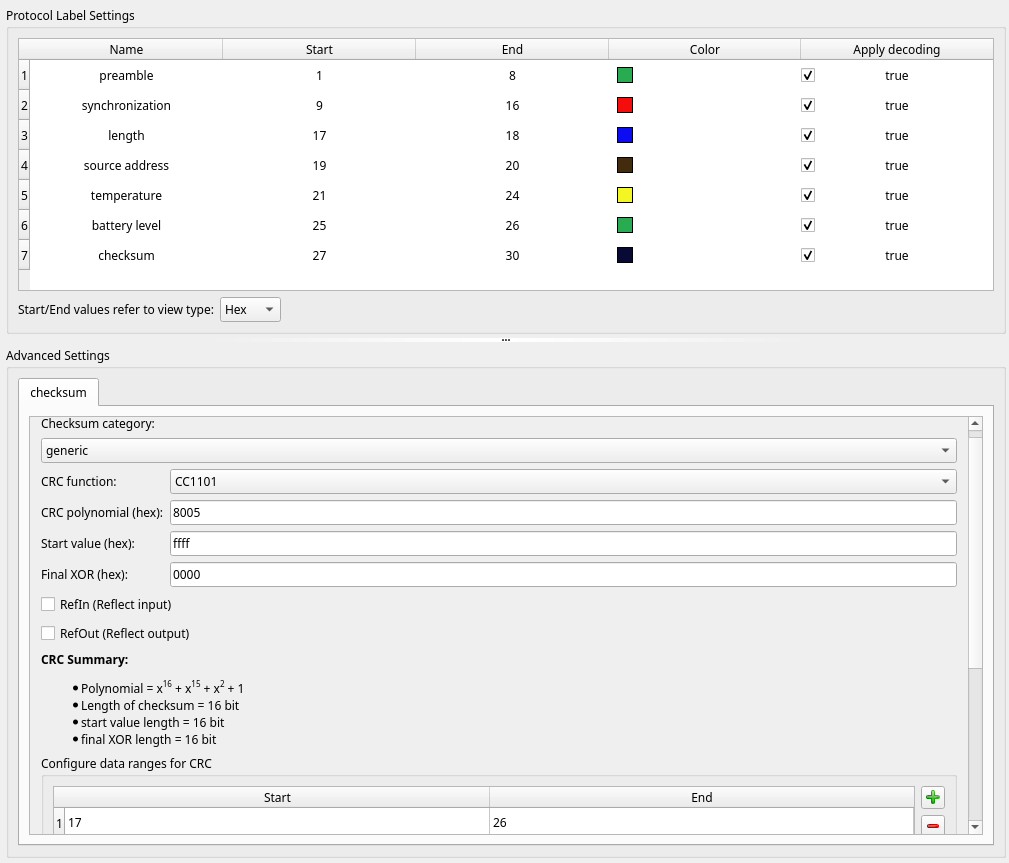 Protocol Label Settings
Name Start End Color Apply decoding
1 preamble 1 8 true
2 synchronization 9 16 true
3 length 17 18 true
4 source address 19 20 true
5 temperature 21 24 true
6 battery level 25 26 true
7 checksum 27 30 true
Start/End values refer to view type: Hex
Advanced Settings
checksum
Checksum category:
generic
CRC function: CC1101
CRC polynomial (hex): 8005
Start value (hex): ffff
Final XOR (hex): 0000
RefIn (Reflect input)
RefOut (Reflect output)
CRC Summary:
• Polynomial = x¹⁶ + x¹⁵ + x² + 1
• Length of checksum = 16 bit
• start value length = 16 bit
• final XOR length = 16 bit
Configure data ranges for CRC
Start End
1 17 26